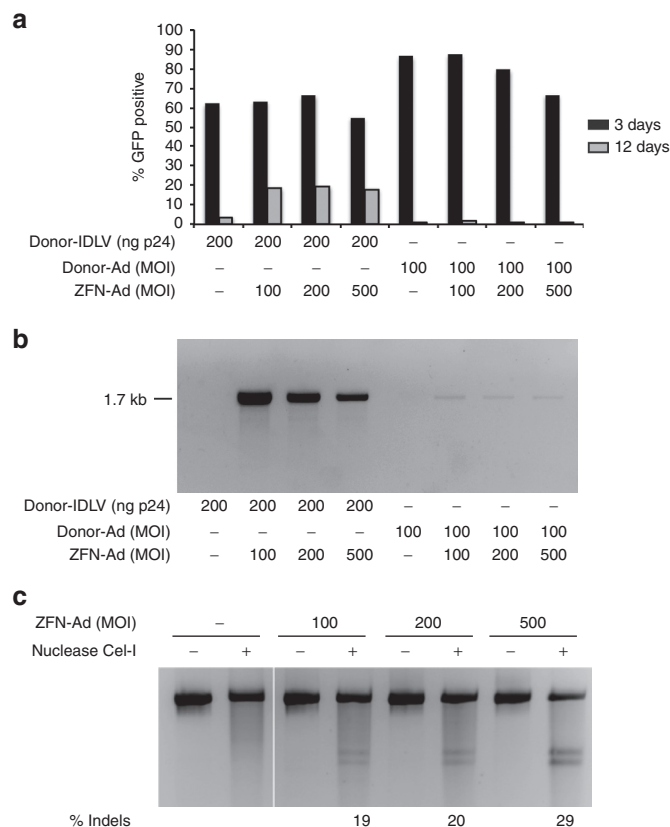 a
% GFP positive
100
90
80
70
60
50
40
30
20
10
0
3 days
12 days
Donor-IDLV (ng p24) 200 200 200 200 – – – –
Donor-Ad (MOI) – – – – 100 100 100 100
ZFN-Ad (MOI) – 100 200 500 – 100 200 500
b
1.7 kb
Donor-IDLV (ng p24) 200 200 200 200 – – – –
Donor-Ad (MOI) – – – – 100 100 100 100
ZFN-Ad (MOI) – 100 200 500 – 100 200 500
c
ZFN-Ad (MOI) – 100 200 500
Nuclease Cel-I – + – + – + – +
% Indels 19 20 29